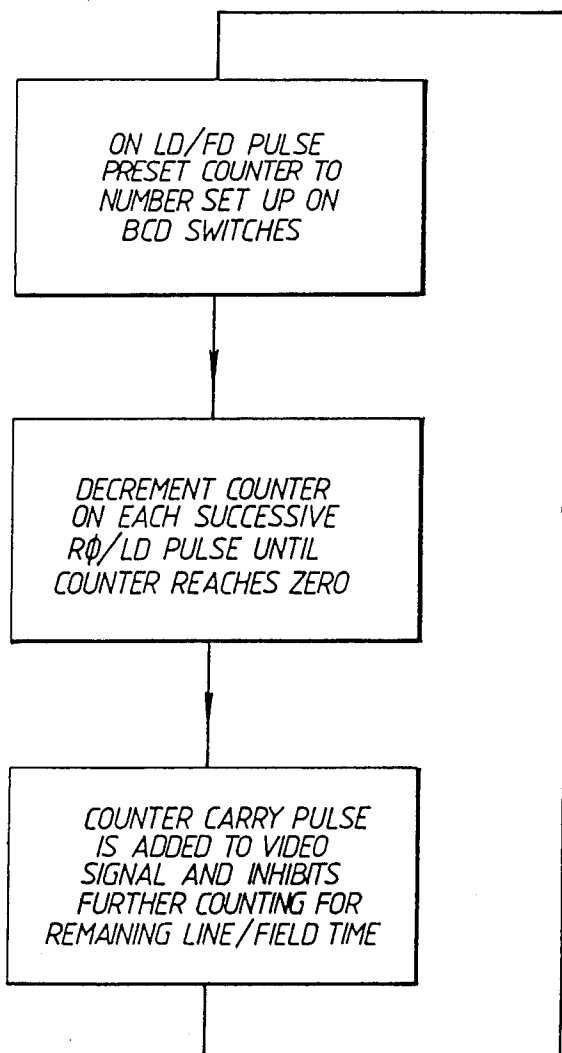 ON LD/FD PULSE
PRESET COUNTER TO
NUMBER SET UP ON
BCD SWITCHES
DECREMENT COUNTER
ON EACH SUCCESSIVE
Rϕ/LD PULSE UNTIL
COUNTER REACHES ZERO
COUNTER CARRY PULSE
IS ADDED TO VIDEO
SIGNAL AND INHIBITS
FURTHER COUNTING FOR
REMAINING LINE/FIELD TIME